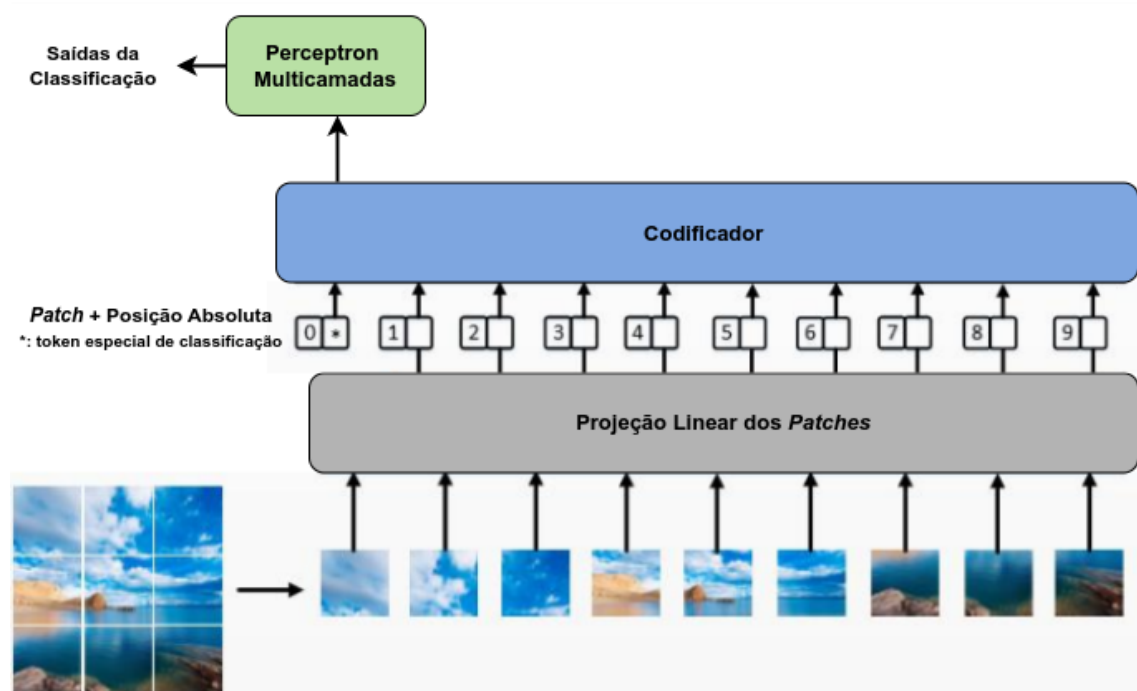 Saídas da
Classificação
Perceptron
Multicamadas
Codificador
Patch + Posição Absoluta
*: token especial de classificação
0 * 1 2 3 4 5 6 7 8 9
Projeção Linear dos Patches